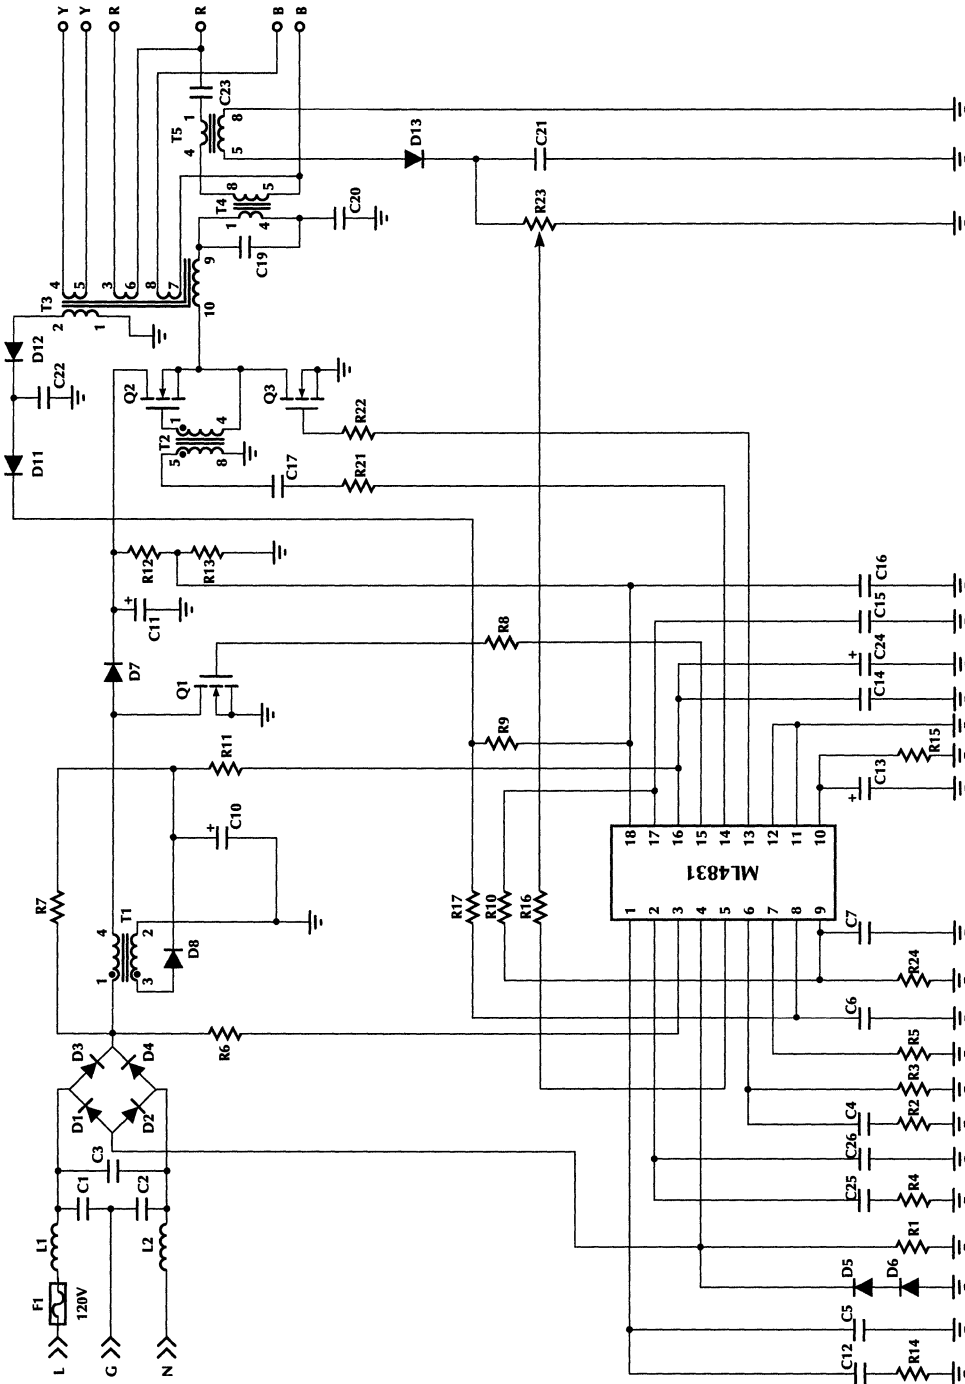 Y
Y
R
R
B
B
C23
T5
1
4
8
5
D13
C21
R23
T4
8
5
1
4
C20
C19
T3
4
5
3
6
8
7
2
1
9
10
D12
C22
D11
Q2
Q3
T2
1
4
5
8
R22
C17
R21
R12
R13
C11
+
D7
Q1
R8
R9
R11
C10
+
R7
T1
4
1
2
3
D8
R17
R10
R16
C16
C15
C24
+
C14
R15
C13
+
18
17
16
15
14
13
12
11
10
ML4831
1
2
3
4
5
6
7
8
9
C7
R24
C6
R5
R3
R2
C4
C26
C25
R4
R1
D5
D6
C5
C12
R14
R6
D3
D4
D1
D2
C3
C1
C2
L1
L2
F1
120V
L
G
N